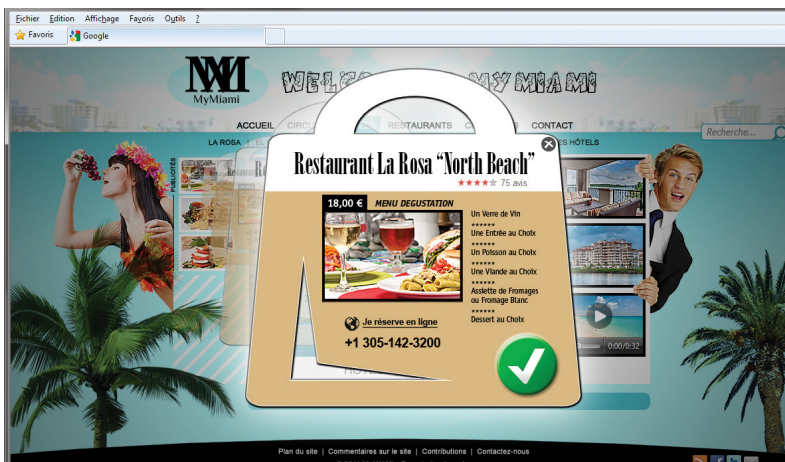 Fichier Edition Affichage Favoris Outils ?
Favoris Google
MM
MyMiami
WELCOME MY MIAMI
ACCUEIL RESTAURANTS CONTACT
Recherche...
LA ROSA
PUBLICITÉS
Restaurant La Rosa “North Beach”
75 avis
18,00 €
MENU DEGUSTATION
Un Verre de Vin
******
Une Entrée au Choix
******
Un Poisson au Choix
******
Une Viande au Choix
******
Assiette de Fromages
ou Fromage Blanc
******
Dessert au Choix
Je réserve en ligne
+1 305-142-3200
0:00/0:32
Plan du site | Commentaires sur le site | Contributions | Contactez-nous